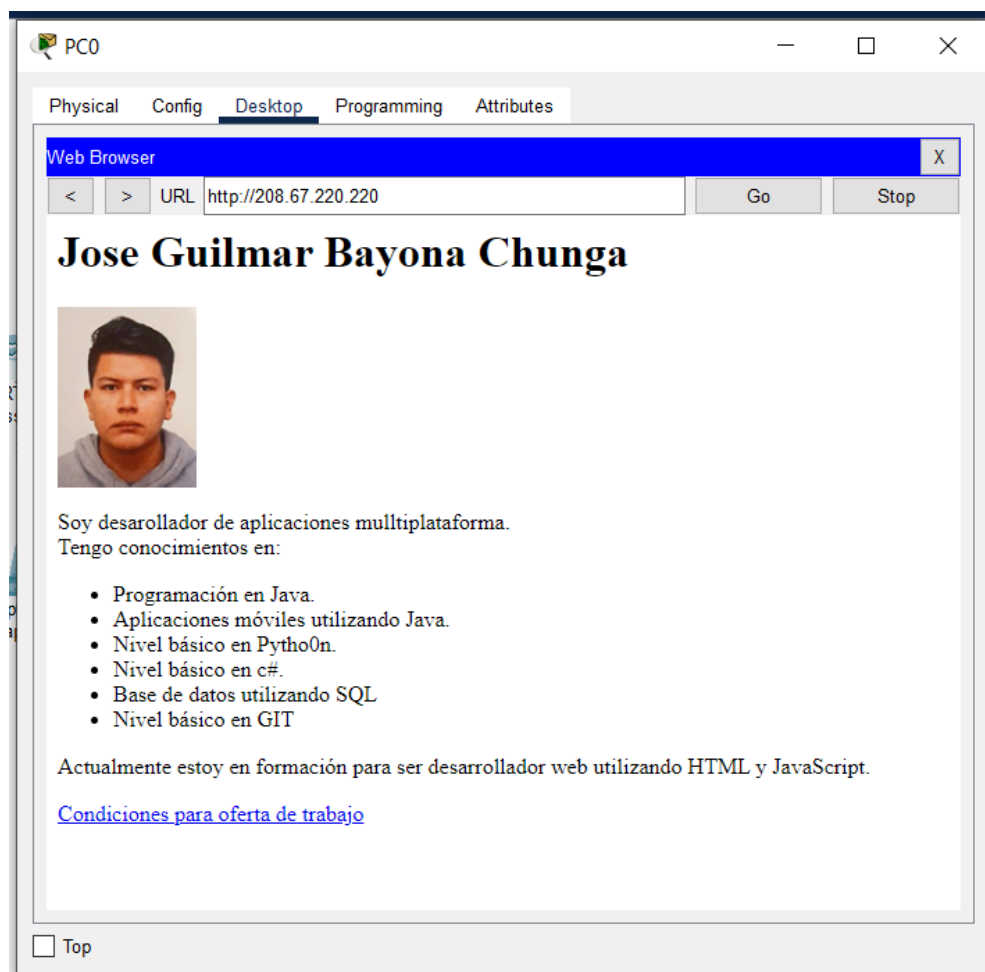 PC0
Physical Config Desktop Programming Attributes
Web Browser X
< > URL http://208.67.220.220 Go Stop
Jose Guilmar Bayona Chunga
Soy desarollador de aplicaciones mulltiplataforma.
Tengo conocimientos en:
Programación en Java.
Aplicaciones móviles utilizando Java.
Nivel básico en Pytho0n.
Nivel básico en c#.
Base de datos utilizando SQL
Nivel básico en GIT
Actualmente estoy en formación para ser desarrollador web utilizando HTML y JavaScript.
Condiciones para oferta de trabajo
Top